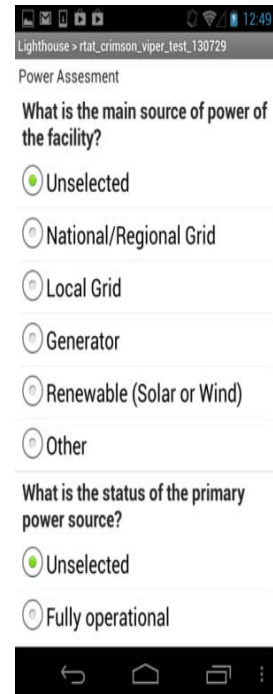 12:49
Lighthouse > rtat_crimson_viper_test_130729
Power Assesment
What is the main source of power of
the facility?
Unselected
National/Regional Grid
Local Grid
Generator
Renewable (Solar or Wind)
Other
What is the status of the primary
power source?
Unselected
Fully operational